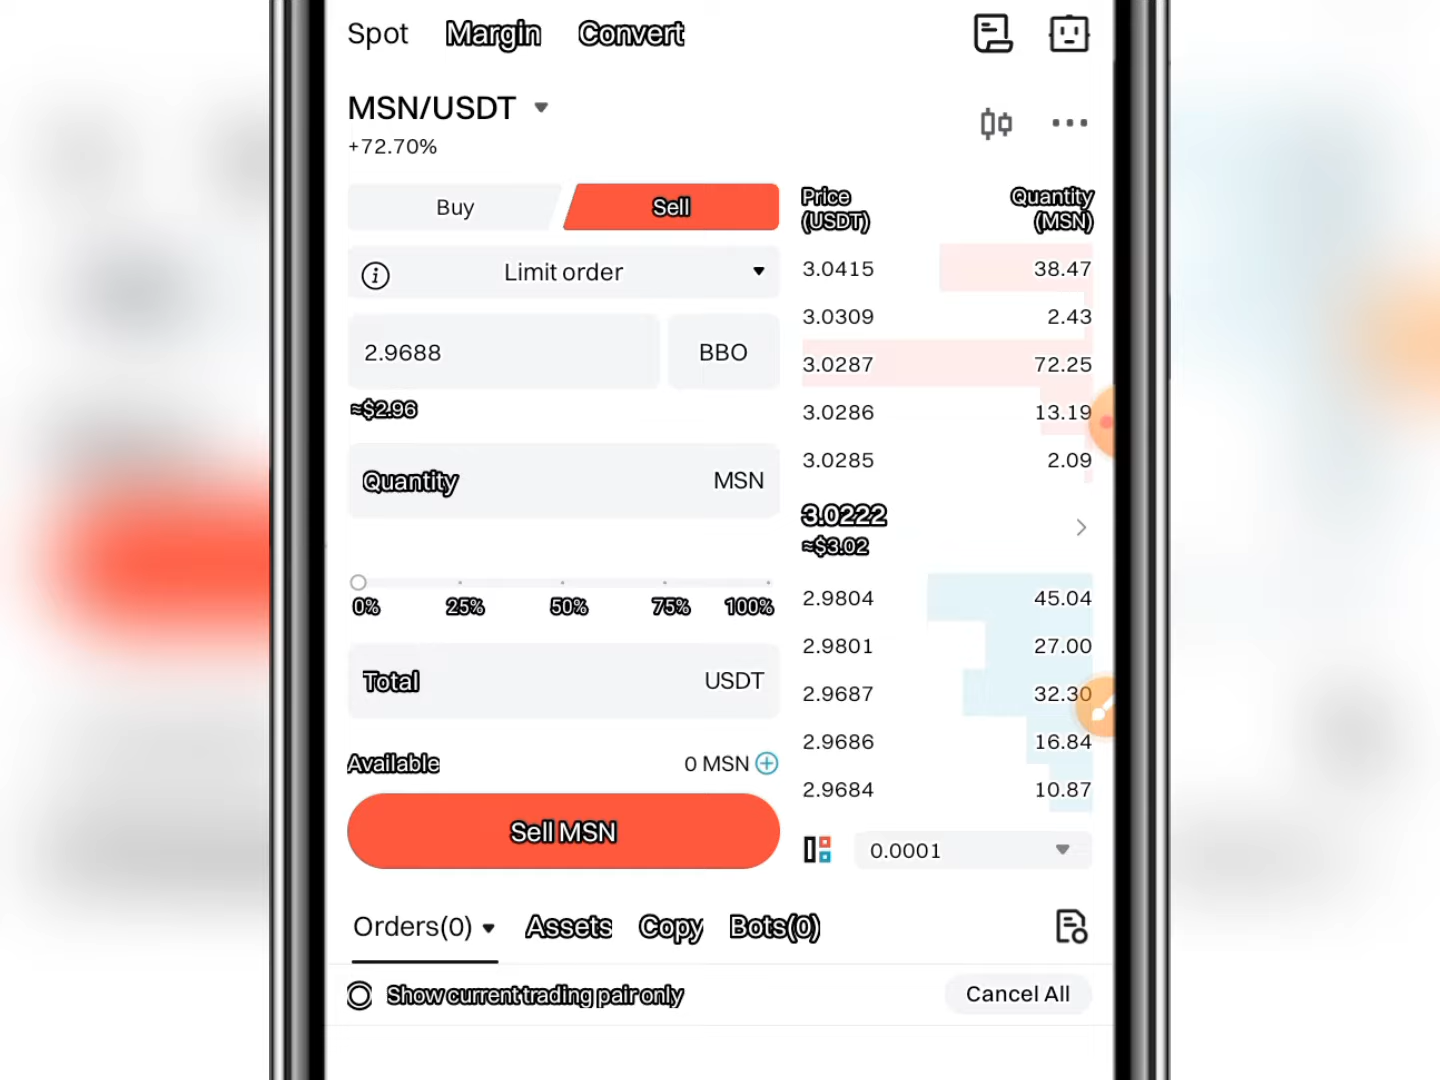 Spot Margin Convert
MSN/USDT
+72.70%
Buy Sell
Limit order
2.9688 BBO
≈$2.96
Quantity MSN
0% 25% 50% 75% 100%
Total USDT
Available 0 MSN
Sell MSN
Price Quantity
(USDT) (MSN)
3.0415 38.47
3.0309 2.43
3.0287 72.25
3.0286 13.19
3.0285 2.09
3.0222
≈$3.02
2.9804 45.04
2.9801 27.00
2.9687 32.30
2.9686 16.84
2.9684 10.87
0.0001
Orders(0) Assets Copy Bots(0)
Show current trading pair only Cancel All